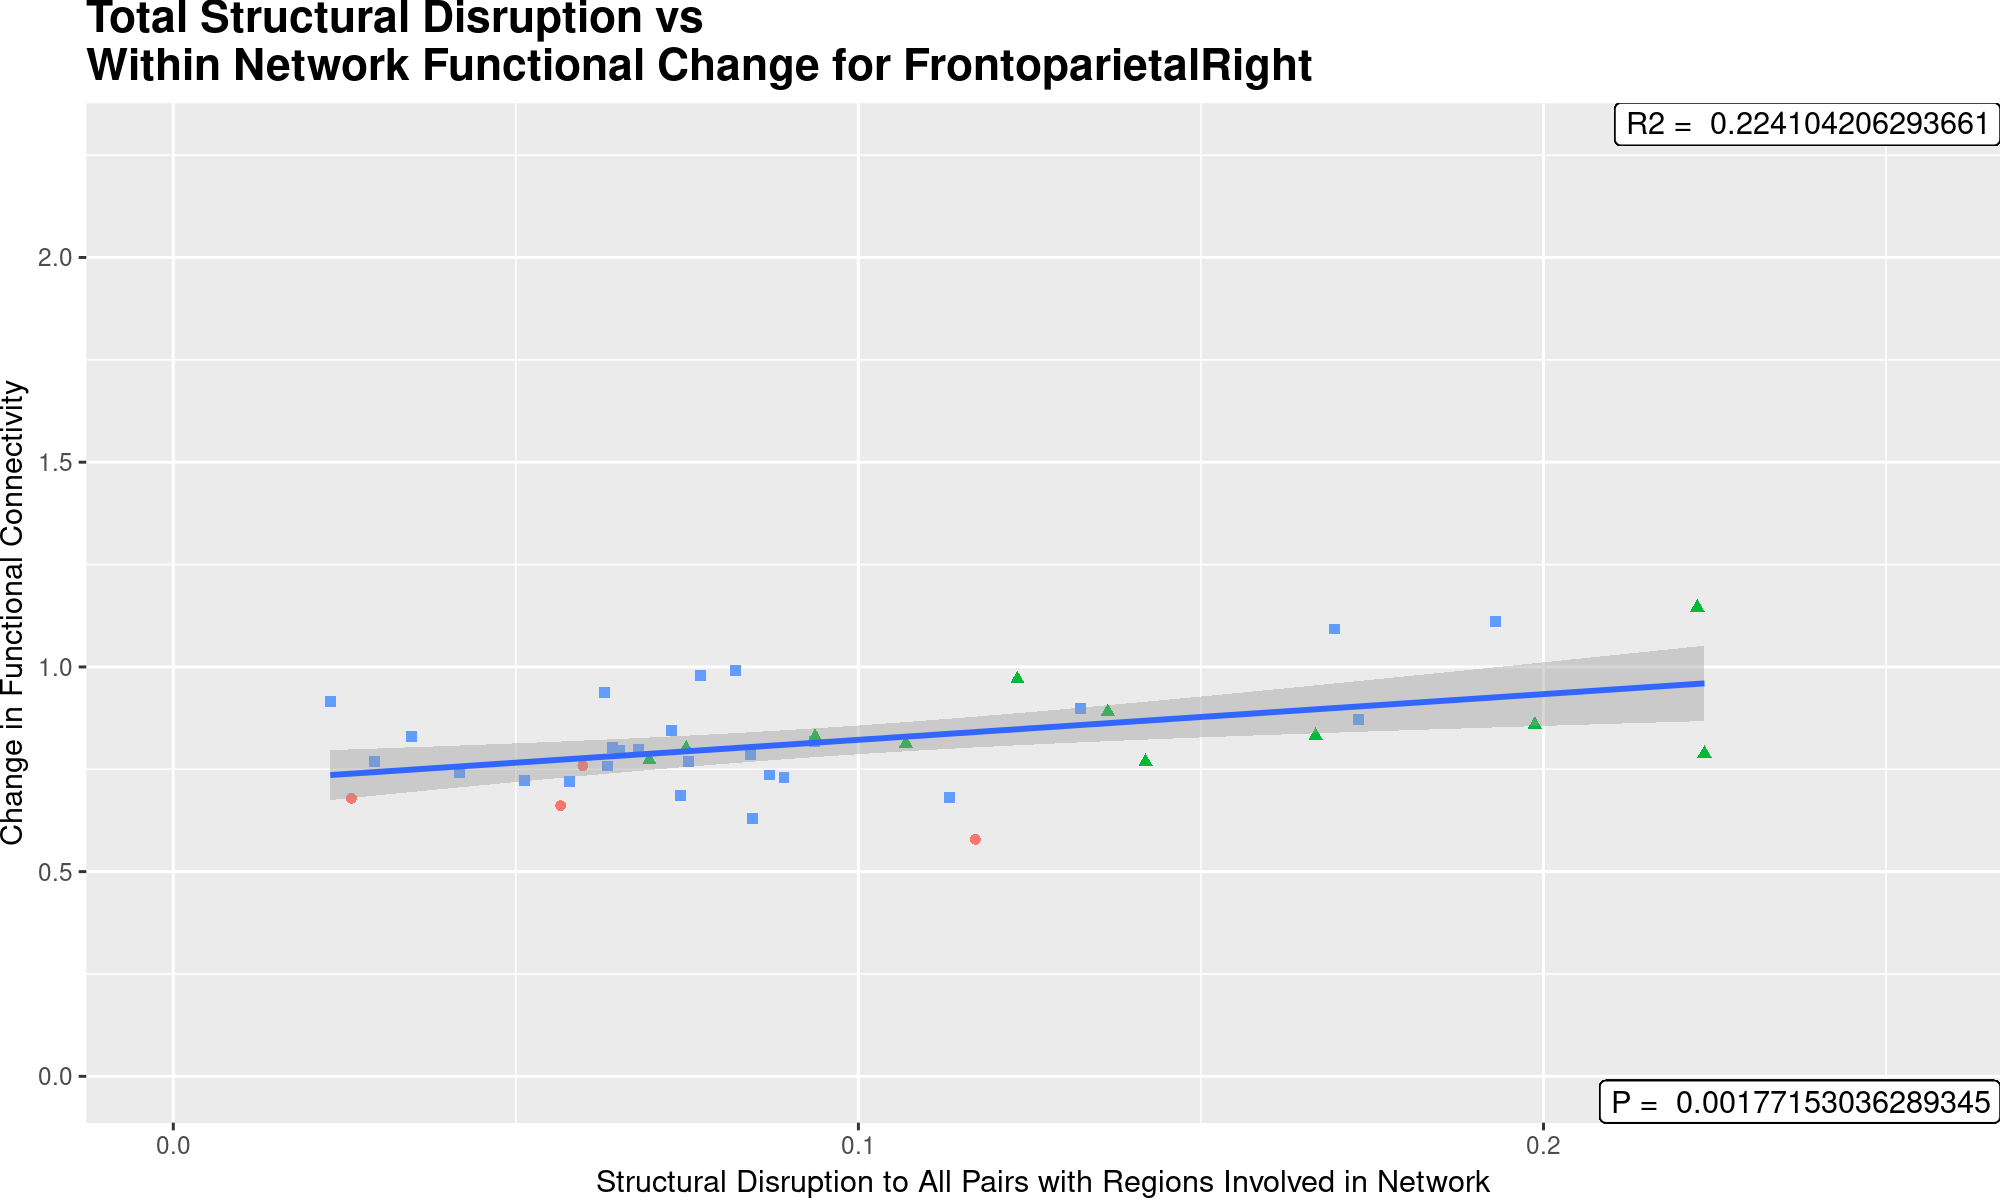 Total Structural Disruption vs
Within Network Functional Change for FrontoparietalRight
R2 =  0.224104206293661
2.0
1.5
1.0
0.5
0.0
Change in Functional Connectivity
P =  0.00177153036289345
0.0 0.1 0.2
Structural Disruption to All Pairs with Regions Involved in Network